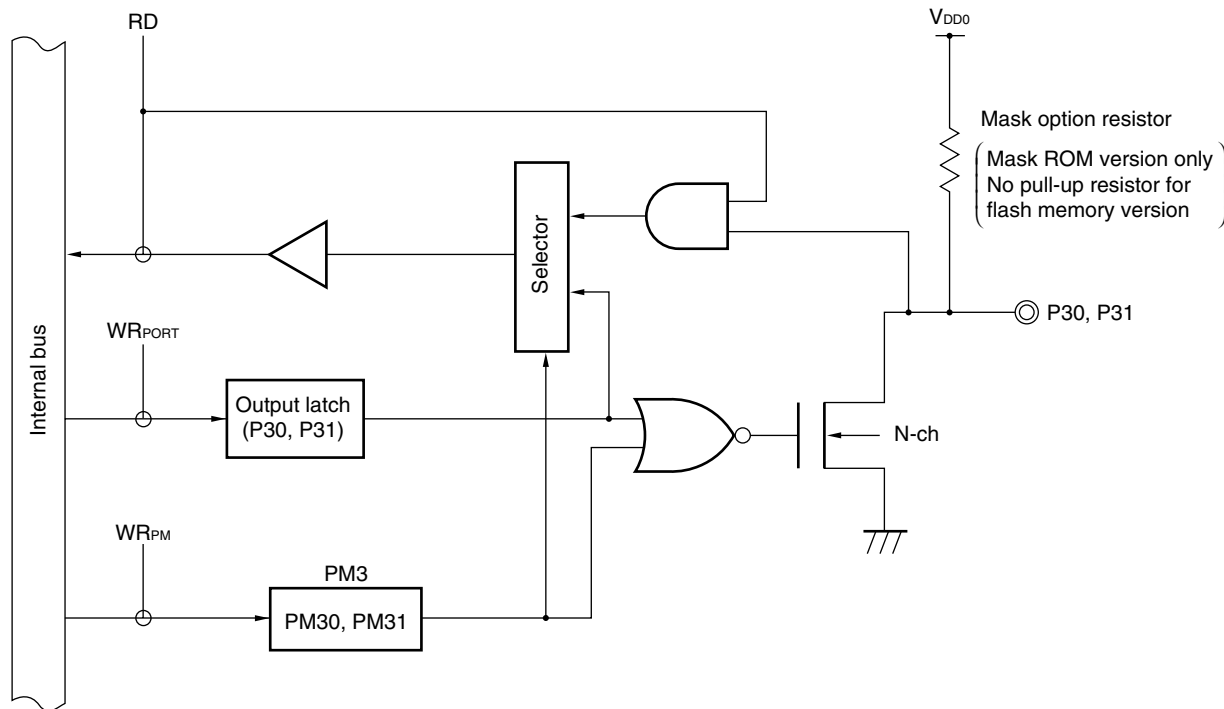 RD
VDD0
Mask option resistor
Mask ROM version only
No pull-up resistor for
flash memory version
Selector
Internal bus
P30, P31
WRPORT
Output latch
(P30, P31)
N-ch
WRPM
PM3
PM30, PM31